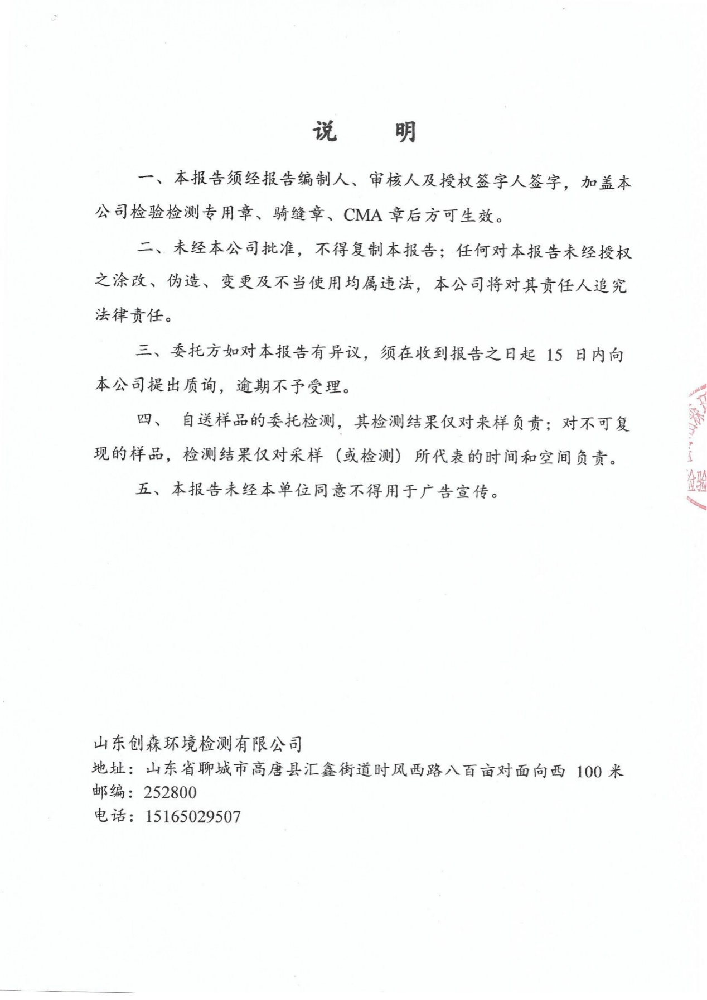 说 明
一、本报告须经报告编制人、审核人及授权签字人签字，加盖本
公司检验检测专用章、骑缝章、CMA 章后方可生效。
二、未经本公司批准，不得复制本报告；任何对本报告未经授权
之涂改、伪造、变更及不当使用均属违法，本公司将对其责任人追究
法律责任。
三、委托方如对本报告有异议，须在收到报告之日起 15 日内向
本公司提出质询，逾期不予受理。
四、 自送样品的委托检测，其检测结果仅对来样负责；对不可复
现的样品，检测结果仅对采样（或检测）所代表的时间和空间负责。
五、本报告未经本单位同意不得用于广告宣传。
检验
山东创森环境检测有限公司
地址：山东省聊城市高唐县汇鑫街道时风西路八百亩对面向西 100 米
邮编：252800
电话：15165029507